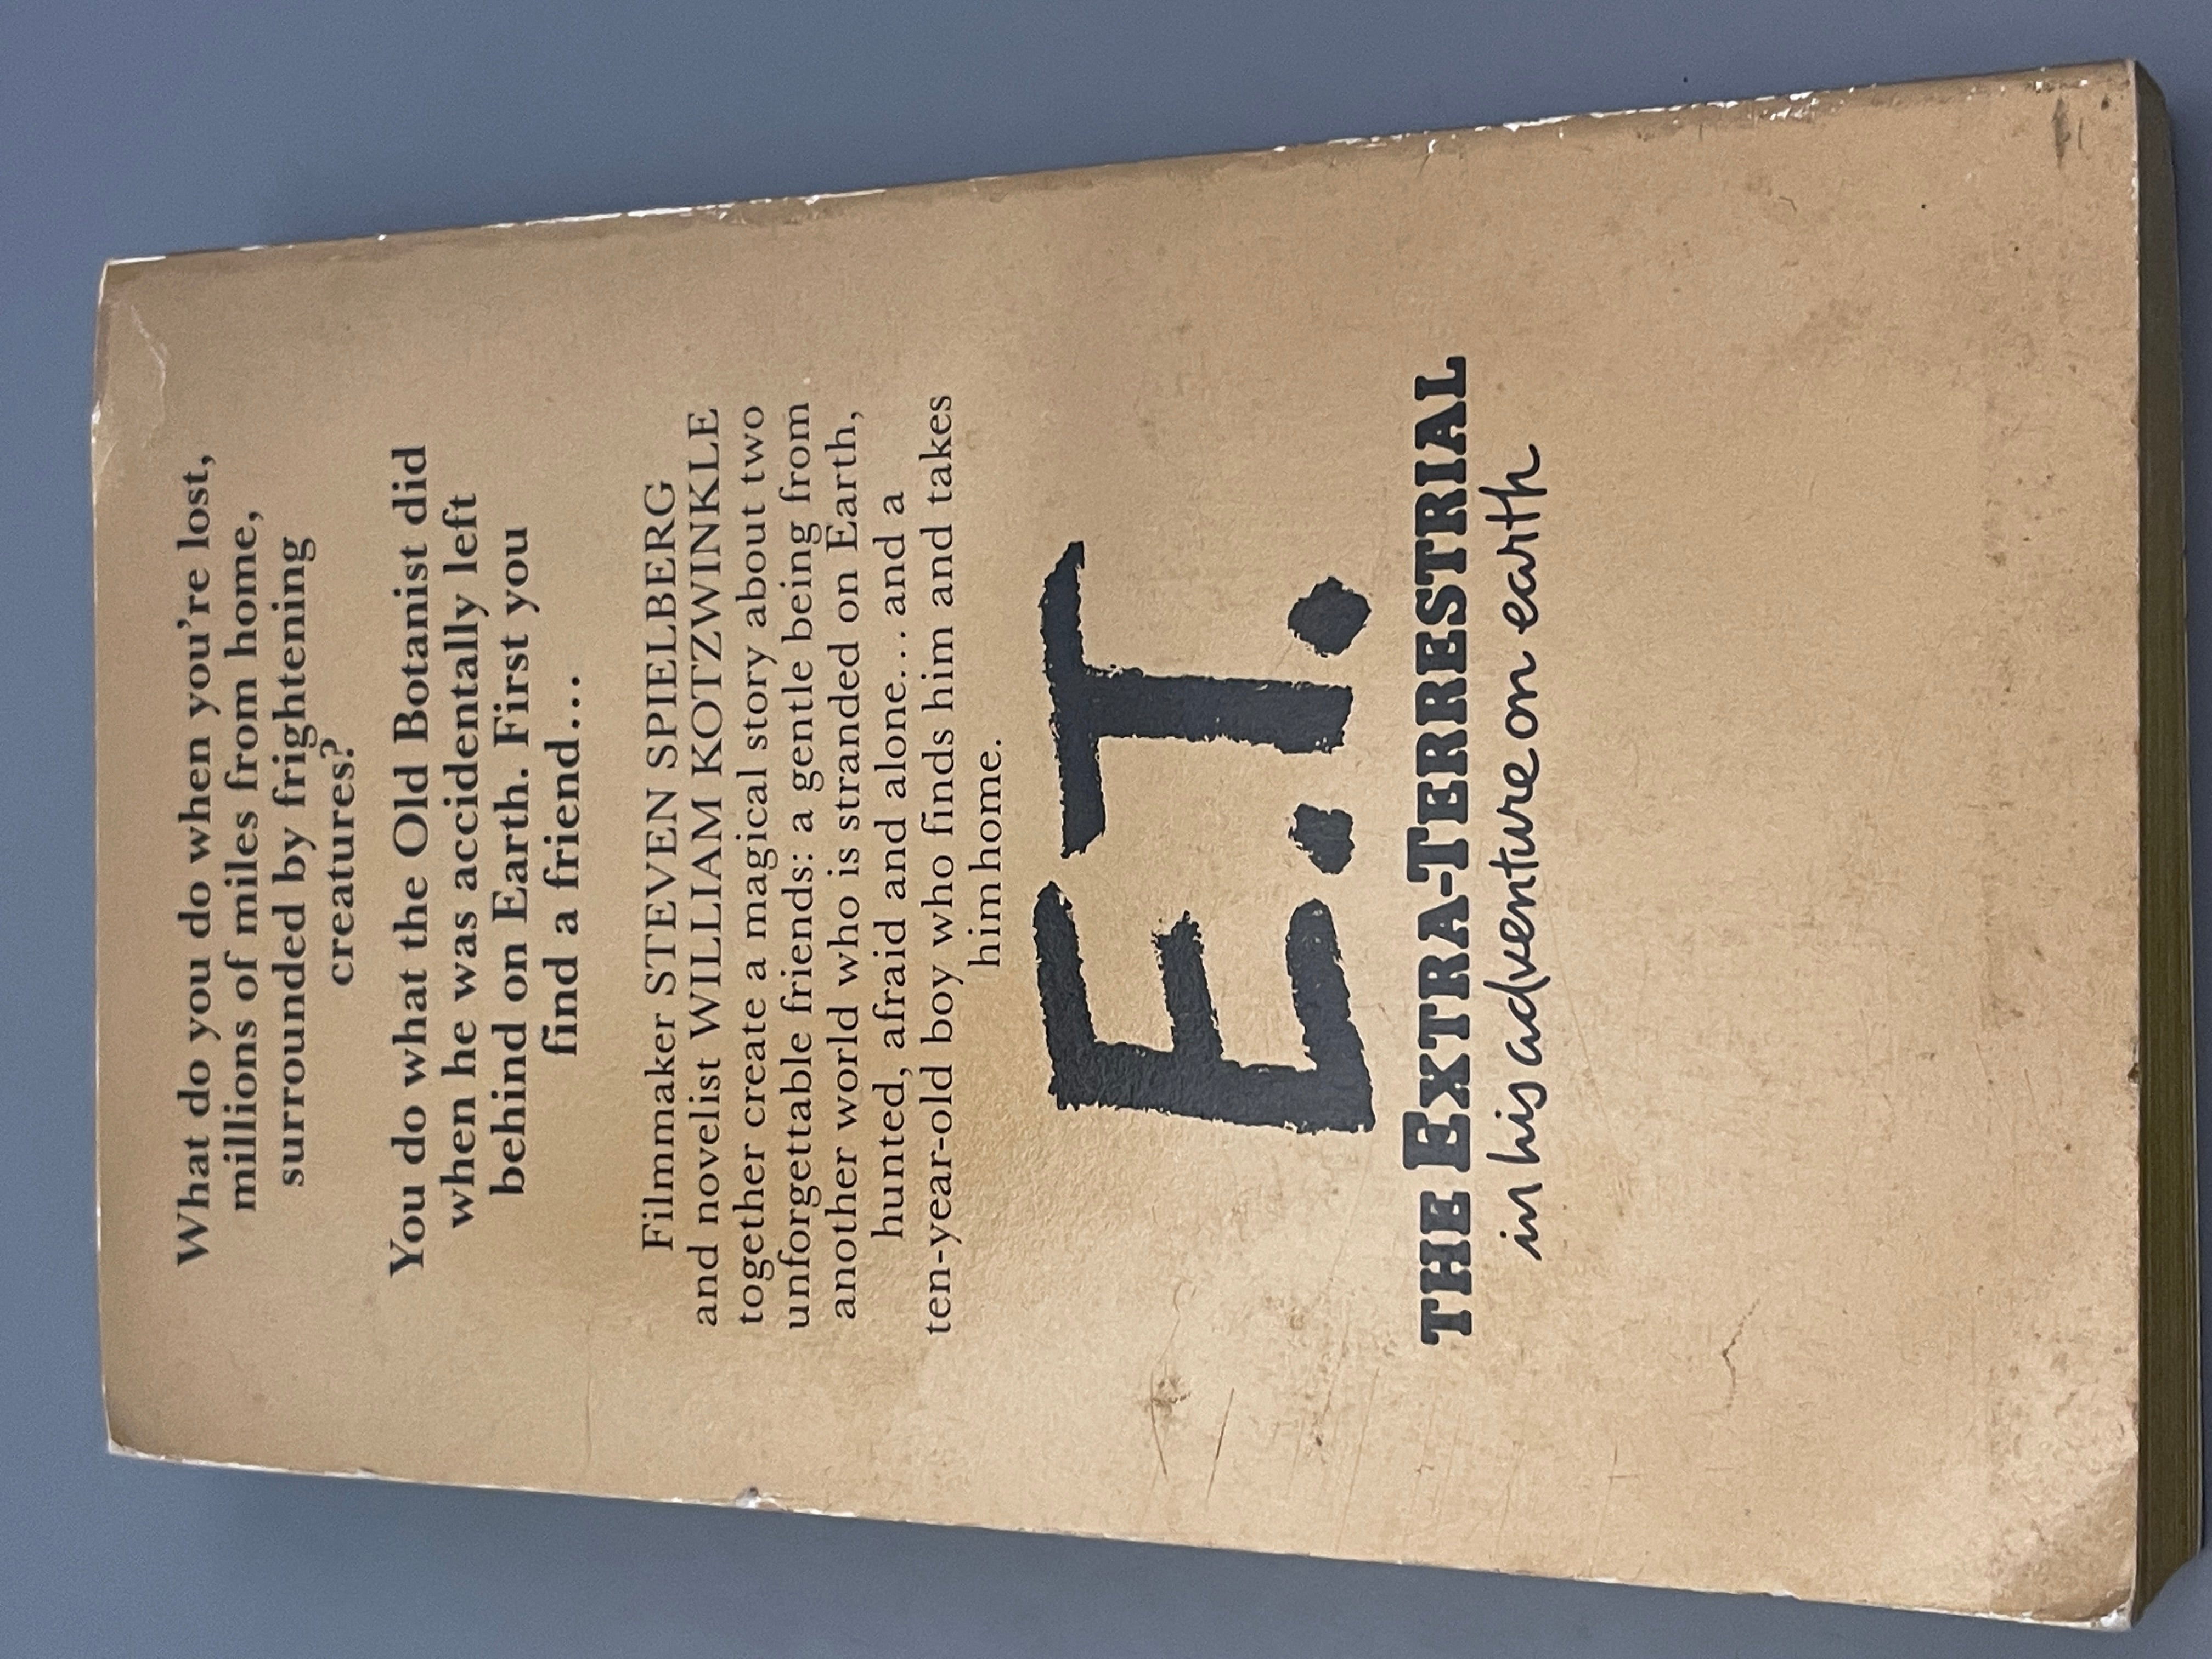 What do you do when you're lost,
millions of miles from home,
surrounded by frightening
creatures?
You do what the Old Botanist did
when he was accidentally left
behind on Earth. First you
find a friend...
Filmmaker STEVEN SPIELBERG
and novelist WILLIAM KOTZWINKLE
together create a magical story about two
unforgettable friends: a gentle being from
another world who is stranded on Earth,
hunted, afraid and alone...and a
ten-year-old boy who finds him and takes
him home.
E.T.
THE EXTRA-TERRESTRIAL
in his adventure on earth